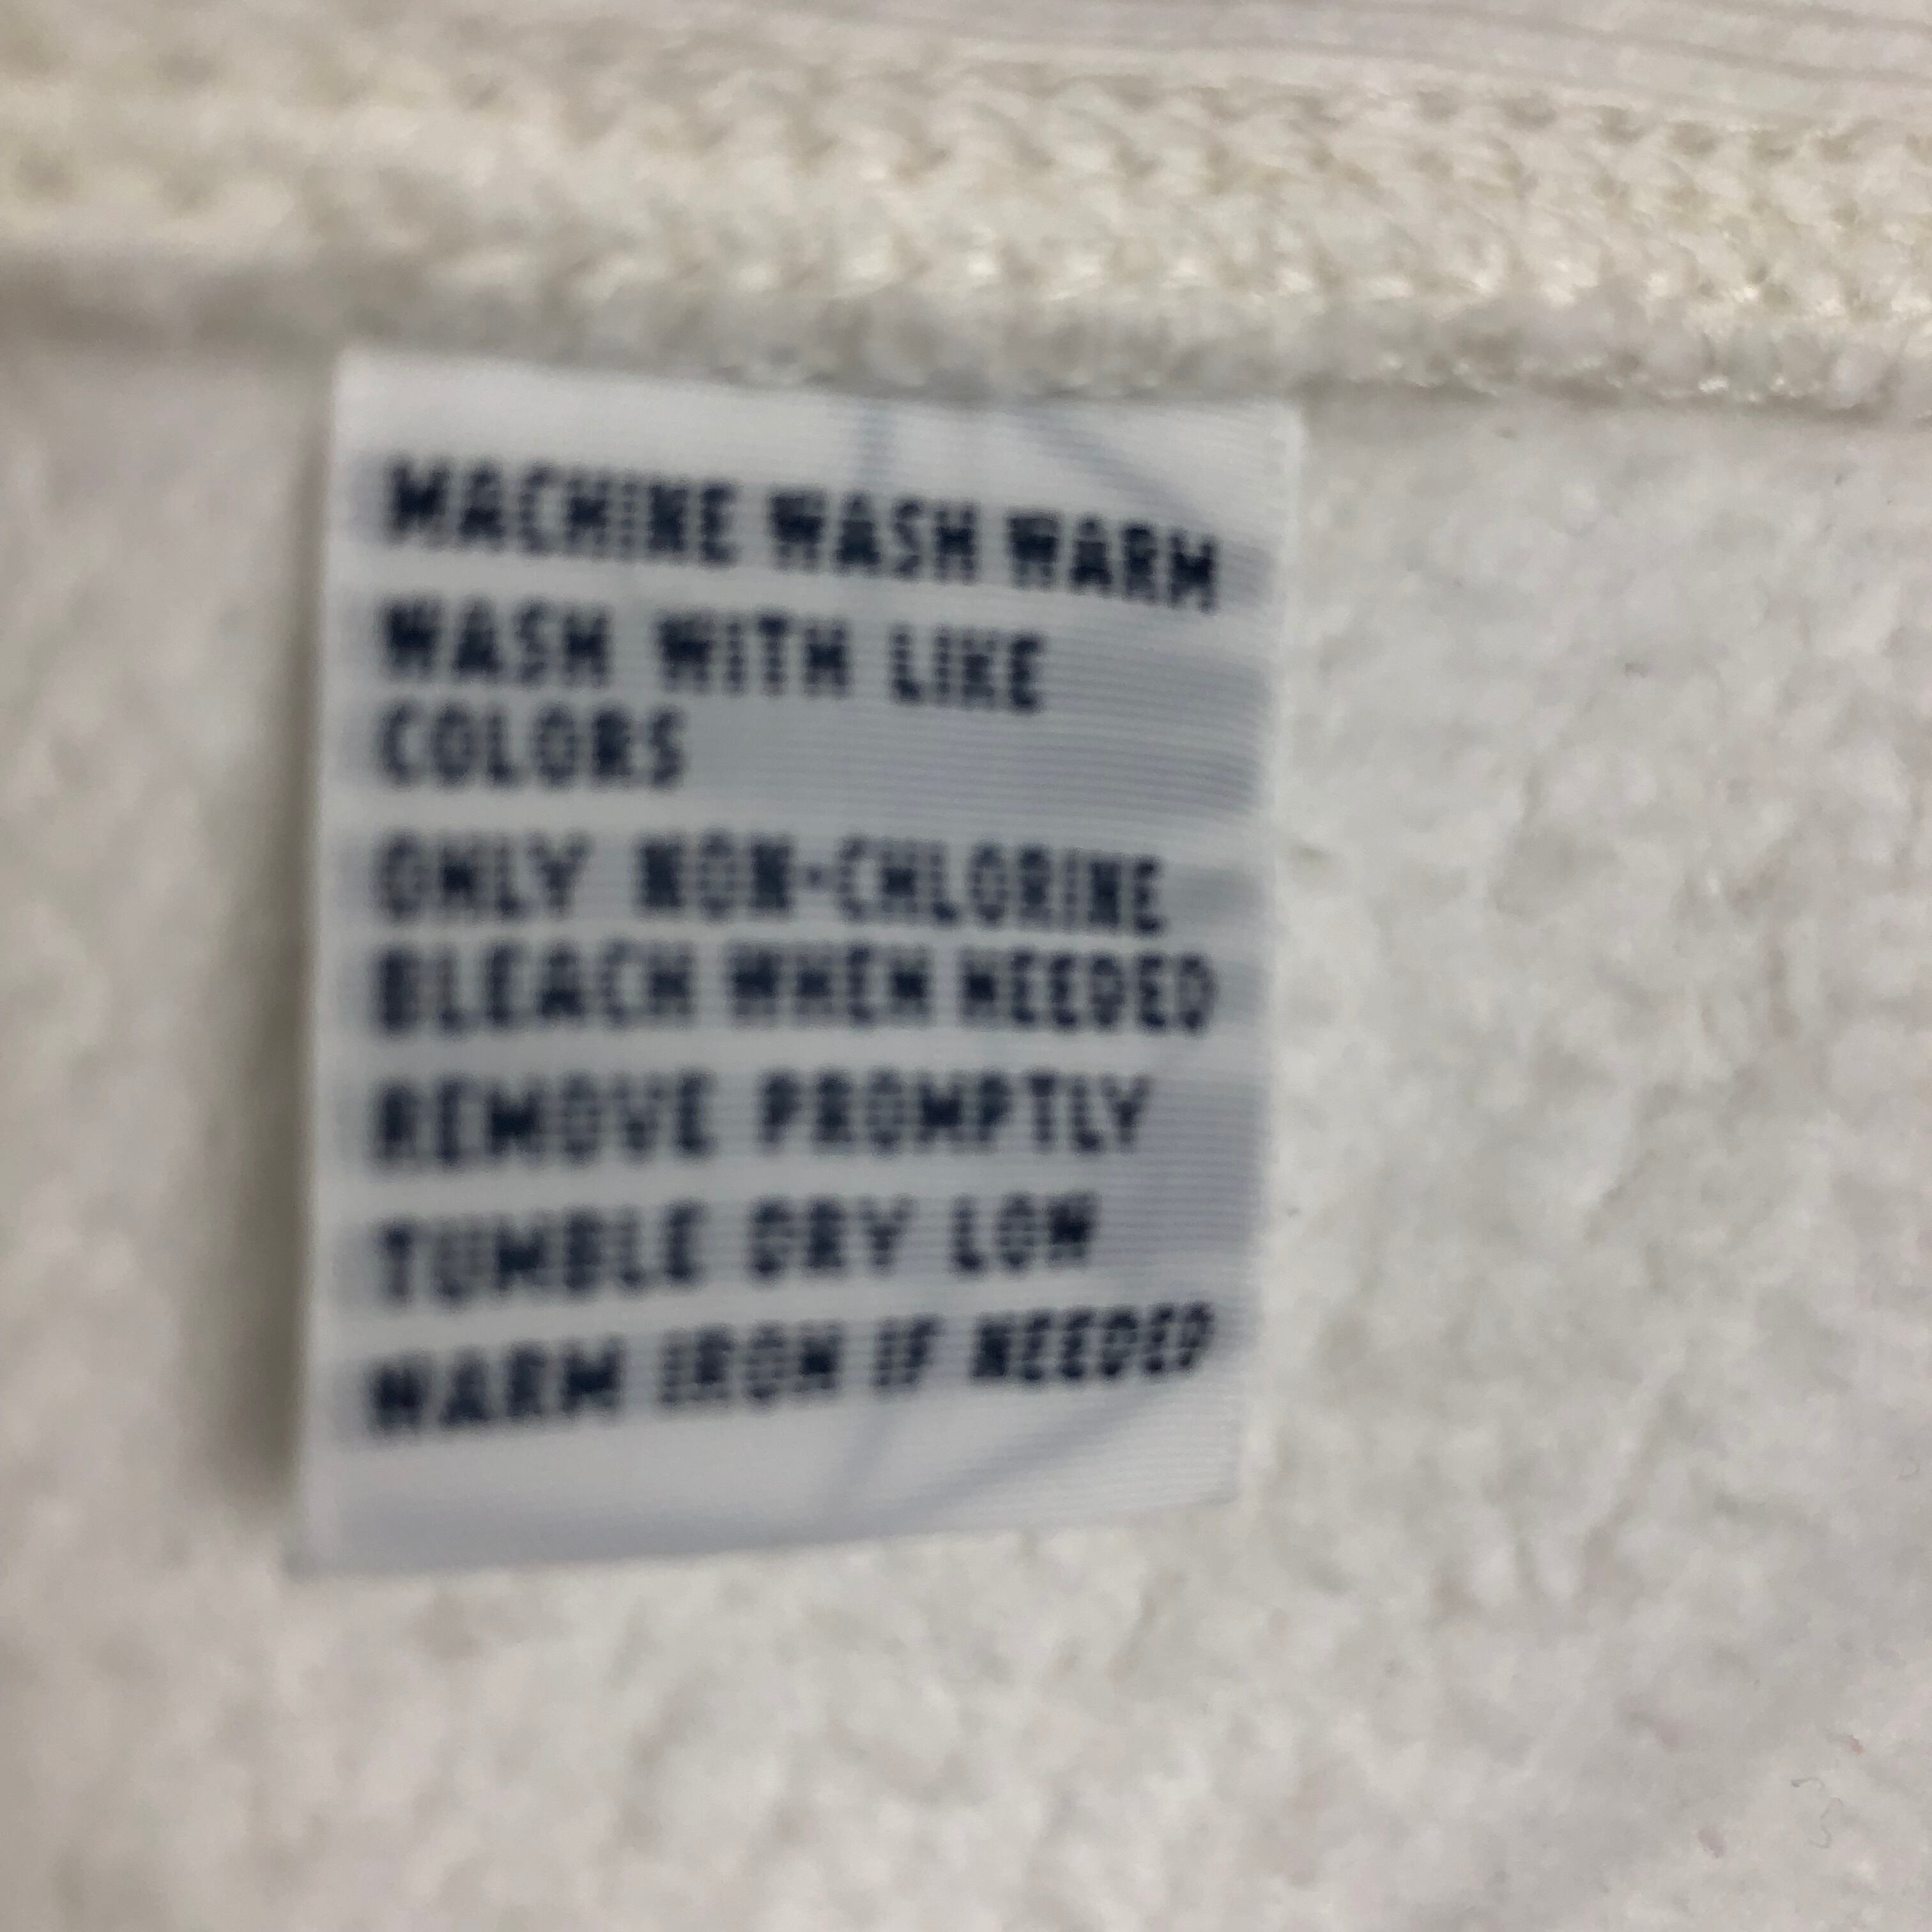 MACHINE WASH WARM
WASH WITH LIKE
COLORS
ONLY NON-CHLORINE
BLEACH WHEN NEEDED
REMOVE PROMPTLY
TUMBLE DRY LOW
WARM IRON IF NEEDED